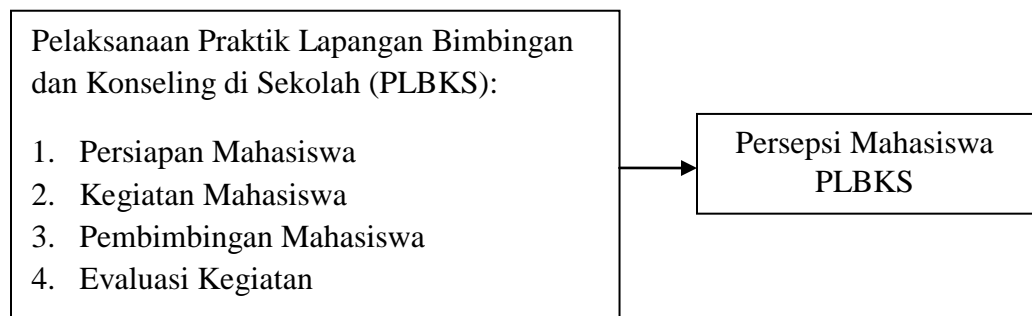 Pelaksanaan Praktik Lapangan Bimbingan
dan Konseling di Sekolah (PLBKS):
1. Persiapan Mahasiswa
2. Kegiatan Mahasiswa
3. Pembimbingan Mahasiswa
4. Evaluasi Kegiatan
Persepsi Mahasiswa
PLBKS